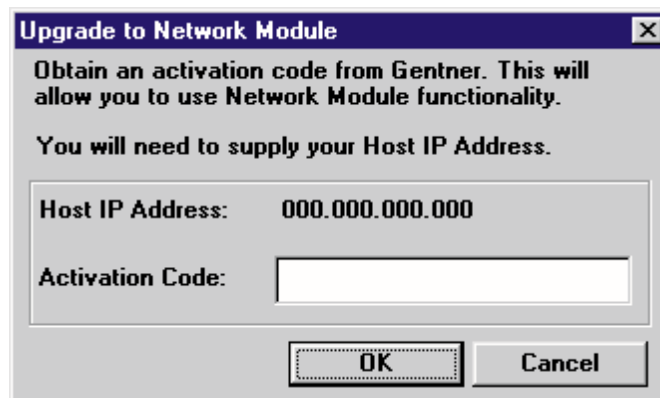 Upgrade to Network Module
Obtain an activation code from Gentner. This will
allow you to use Network Module functionality.
You will need to supply your Host IP Address.
Host IP Address: 000.000.000.000
Activation Code:
OK Cancel